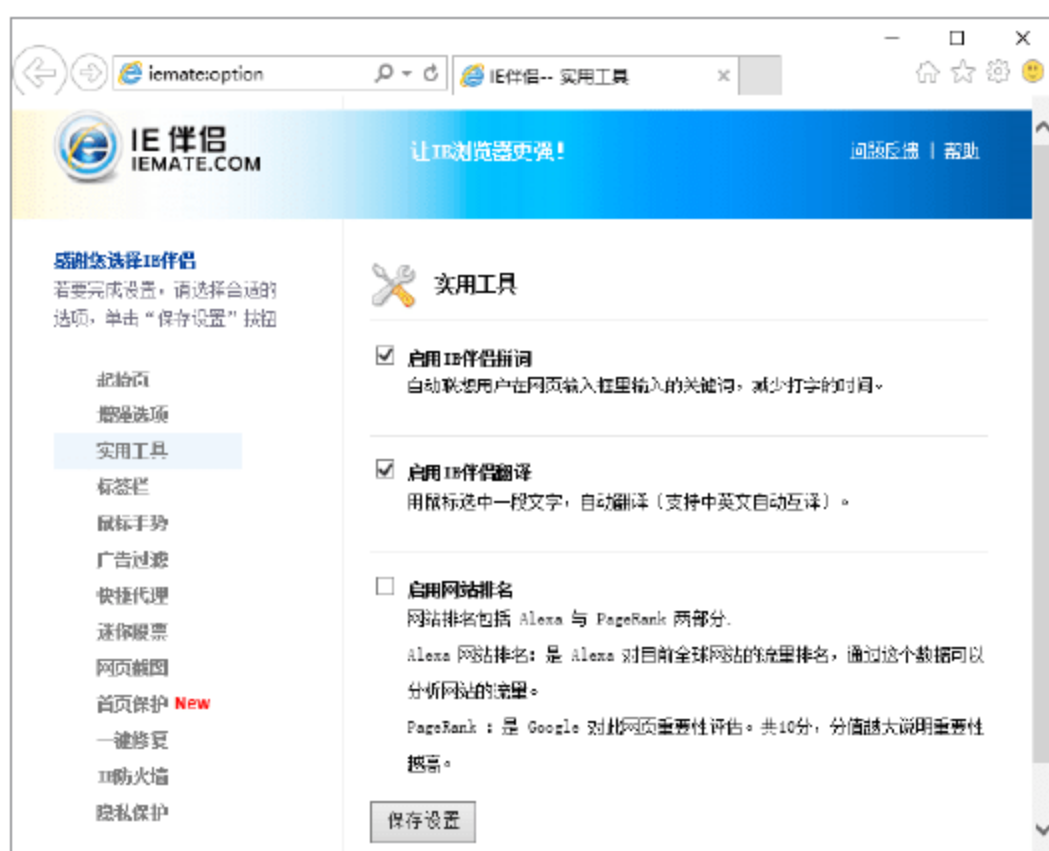 iemate:option
IE伴侣-- 实用工具
IE 伴侣
IEMATE.COM
让IE浏览器更强！
问题反馈 | 帮助
感谢您选择IE伴侣
若要完成设置，请选择合适的
选项，单击“保存设置”按钮
起始页
增强选项
实用工具
标签栏
鼠标手势
广告过滤
快捷代理
迷你股票
网页截图
首页保护 New
一键修复
IE防火墙
隐私保护
实用工具
启用IE伴侣拼词
自动联想用户在网页输入框里输入的关键词，减少打字的时间。
启用IE伴侣翻译
用鼠标选中一段文字，自动翻译（支持中英文自动互译）。
启用网站排名
网站排名包括 Alexa 与 PageRank 两部分.
Alexa 网站排名：是 Alexa 对目前全球网站的流量排名，通过这个数据可以
分析网站的流量。
PageRank ：是 Google 对此网页重要性评估。共10分，分值越大说明重要性
越高。
保存设置